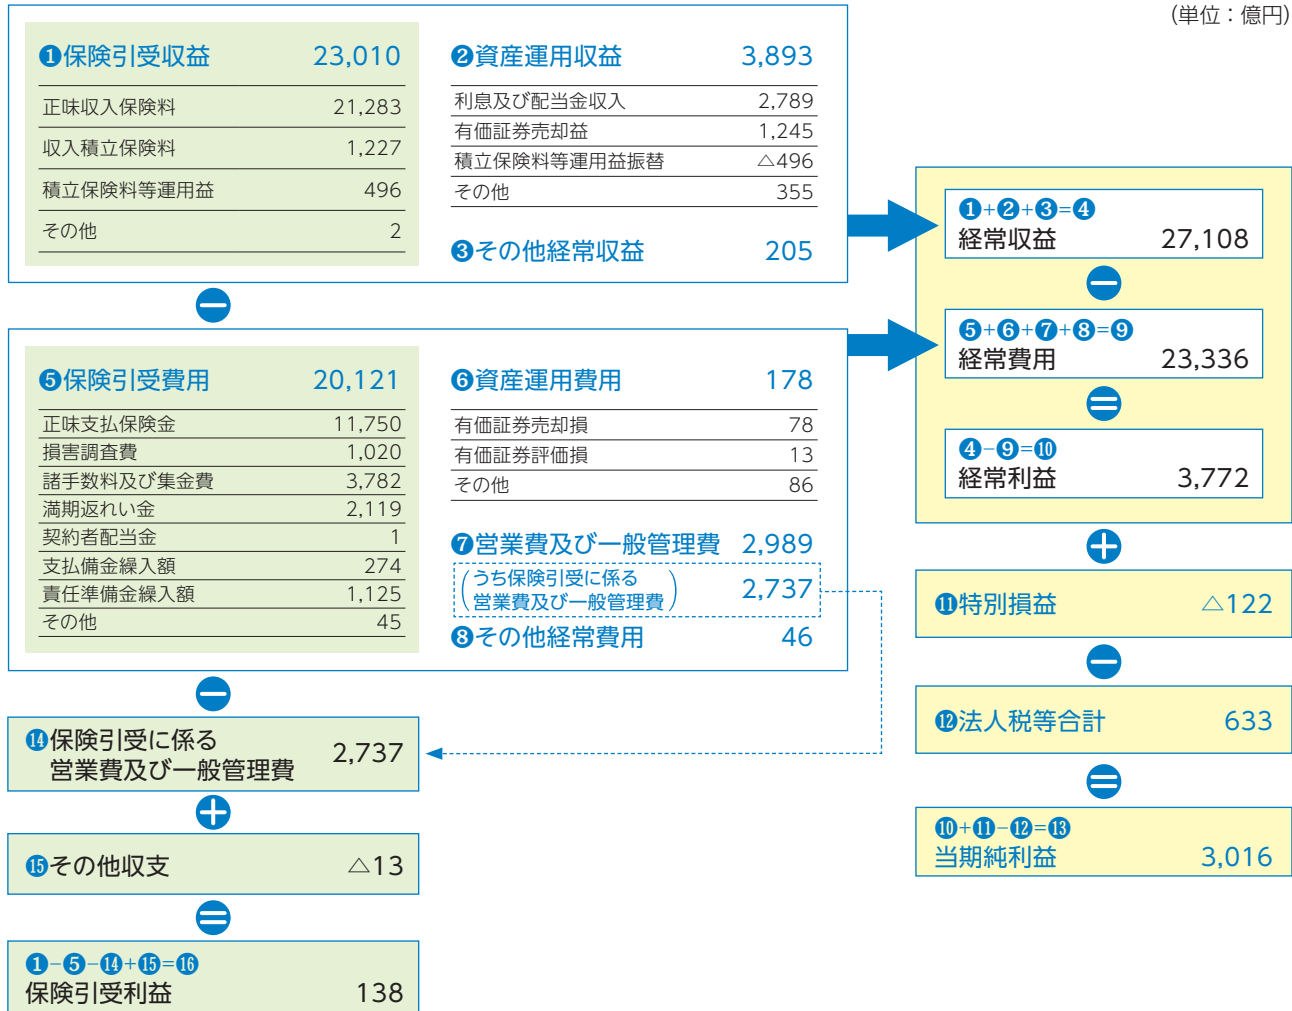 (単位：億円)
❶保険引受収益 23,010
正味収入保険料 21,283
収入積立保険料 1,227
積立保険料等運用益 496
その他 2
❷資産運用収益 3,893
利息及び配当金収入 2,789
有価証券売却益 1,245
積立保険料等運用益振替 △496
その他 355
❸その他経常収益 205
❶+❷+❸=❹
経常収益 27,108
❺+❻+❼+❽=❾
経常費用 23,336
❹-❾=❿
経常利益 3,772
❺保険引受費用 20,121
正味支払保険金 11,750
損害調査費 1,020
諸手数料及び集金費 3,782
満期返れい金 2,119
契約者配当金 1
支払備金繰入額 274
責任準備金繰入額 1,125
その他 45
❻資産運用費用 178
有価証券売却損 78
有価証券評価損 13
その他 86
❼営業費及び一般管理費 2,989
(うち保険引受に係る
営業費及び一般管理費) 2,737
❽その他経常費用 46
⓫特別損益 △122
⓬法人税等合計 633
❿+⓫-⓬=⓭
当期純利益 3,016
⓮保険引受に係る
営業費及び一般管理費 2,737
⓯その他収支 △13
❶-❺-⓮+⓯=⓰
保険引受利益 138